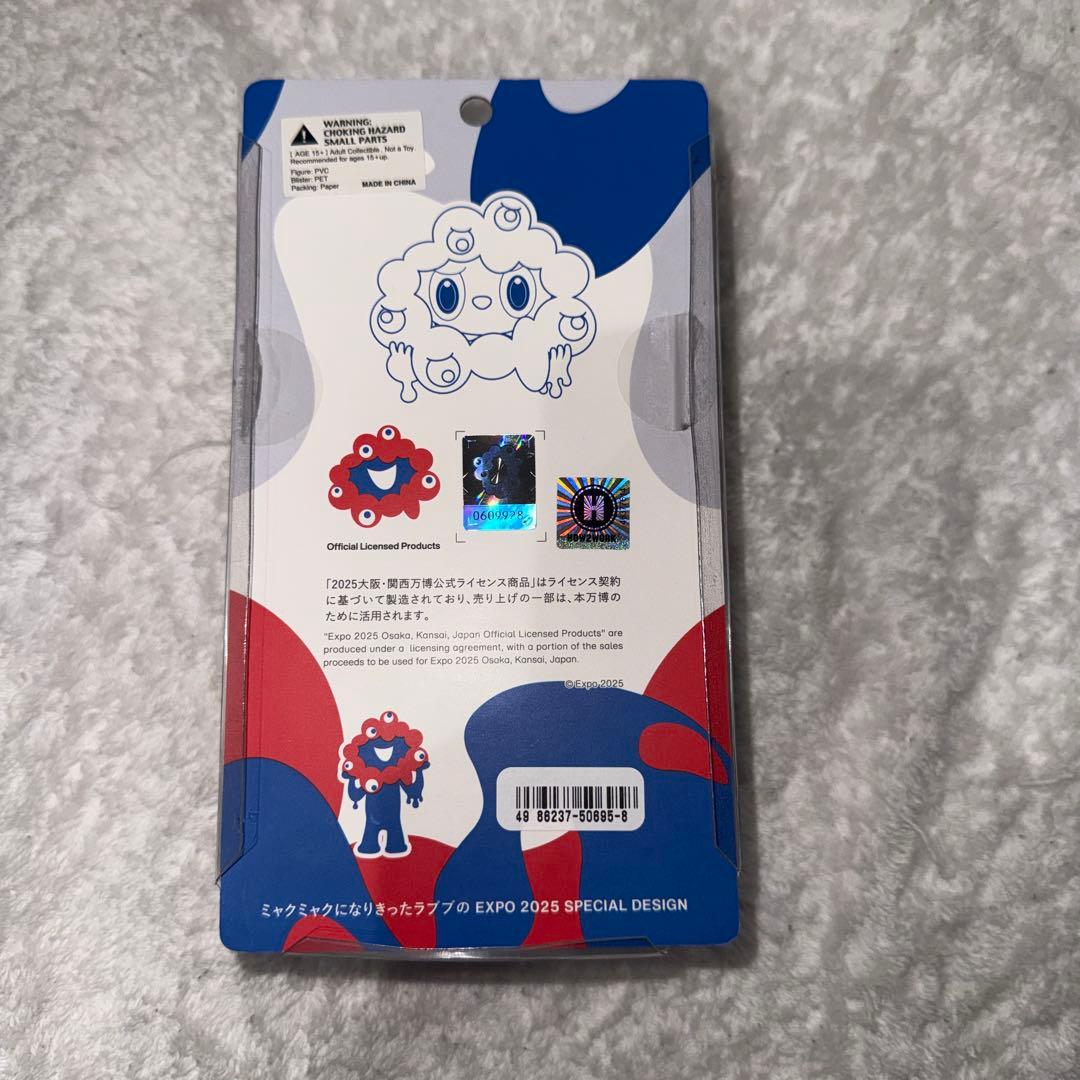 WARNING:
CHOKING HAZARD
SMALL PARTS
[ AGE 15+ ] Adult Collectible . Not a Toy.
Recommended for ages 15+up.
Figure: PVC
Blister: PET
Packing: Paper
MADE IN CHINA
0609928
H
HOW2WORK
Official Licensed Products
「2025大阪・関西万博公式ライセンス商品」はライセンス契約
に基づいて製造されており、売り上げの一部は、本万博の
ために活用されます。
"Expo 2025 Osaka, Kansai, Japan Official Licensed Products" are
produced under a licensing agreement, with a portion of the sales
proceeds to be used for Expo 2025 Osaka, Kansai, Japan.
©Expo 2025
49 86237-50695-8
ミャクミャクになりきったラブブの EXPO 2025 SPECIAL DESIGN